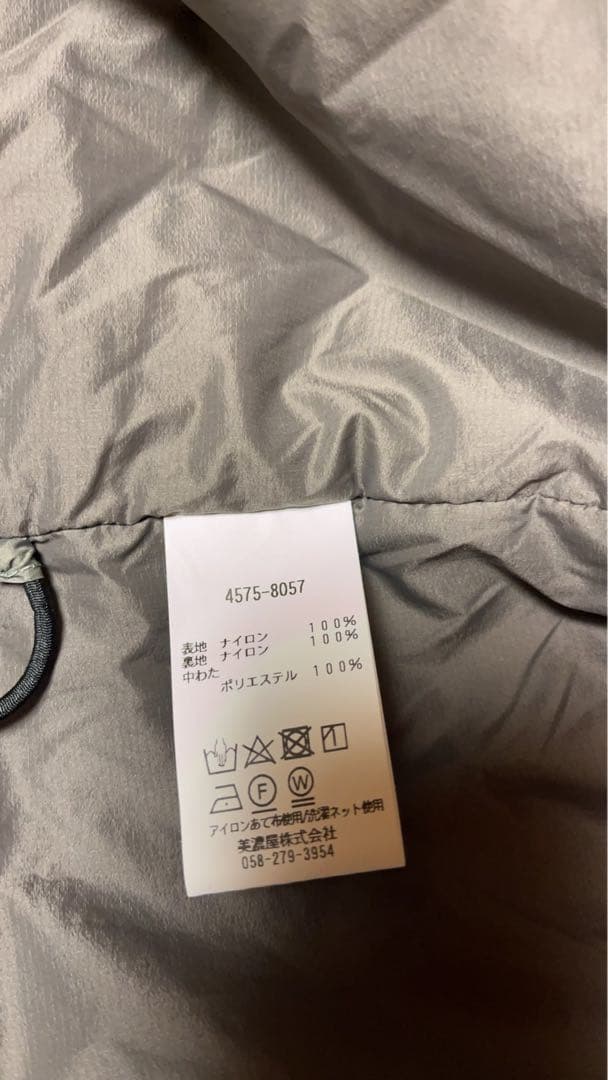 4575-8057
表地 ナイロン 100%
裏地 ナイロン 100%
中わた
ポリエステル 100%
F W
アイロンあて布使用/洗濯ネット使用
美濃屋株式会社
058-279-3954